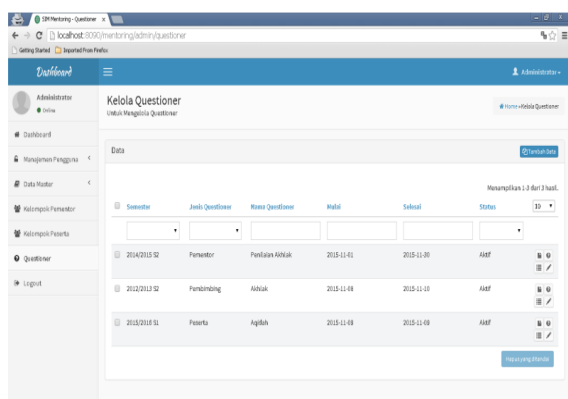 SIM Mentoring - Questioner
localhost:8090/mentoring/admin/questioner
Getting Started Imported From Firefox
Dashboard
Administrator
Administrator
Online
Kelola Questioner
Untuk Mengelola Questioner
Home Kelola Questioner
Dashboard
Manajemen Pengguna
Data Master
Kelompok Pementor
Kelompok Peserta
Questioner
Logout
Data
Tambah Data
Menampilkan 1-3 dari 3 hasil.
Semester Jenis Questioner Nama Questioner Mulai Selesai Status 10
2014/2015 S2 Pementor Penilaian Akhlak 2015-11-01 2015-11-30 Aktif
2012/2013 S2 Pembimbing Akhlak 2015-11-08 2015-11-10 Aktif
2015/2016 S1 Peserta Aqidah 2015-11-08 2015-11-09 Aktif
Hapus yang ditandai